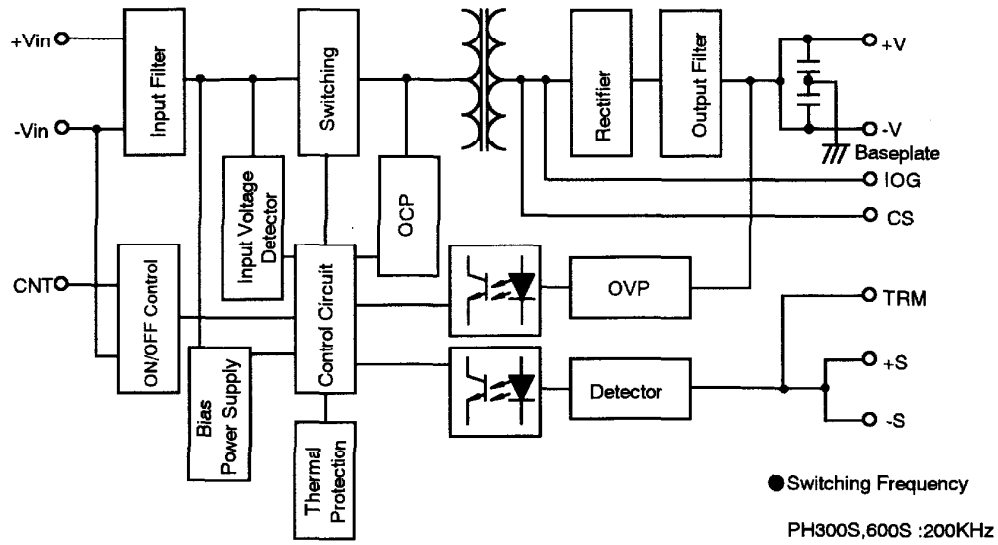 +Vin
-Vin
CNT
Input Filter
Switching
Input Voltage
Detector
OCP
ON/OFF Control
Bias
Power Supply
Control Circuit
Thermal
Protection
Rectifier
Output Filter
OVP
Detector
+V
-V
Baseplate
IOG
CS
TRM
+S
-S
●Switching Frequency
PH300S,600S :200KHz